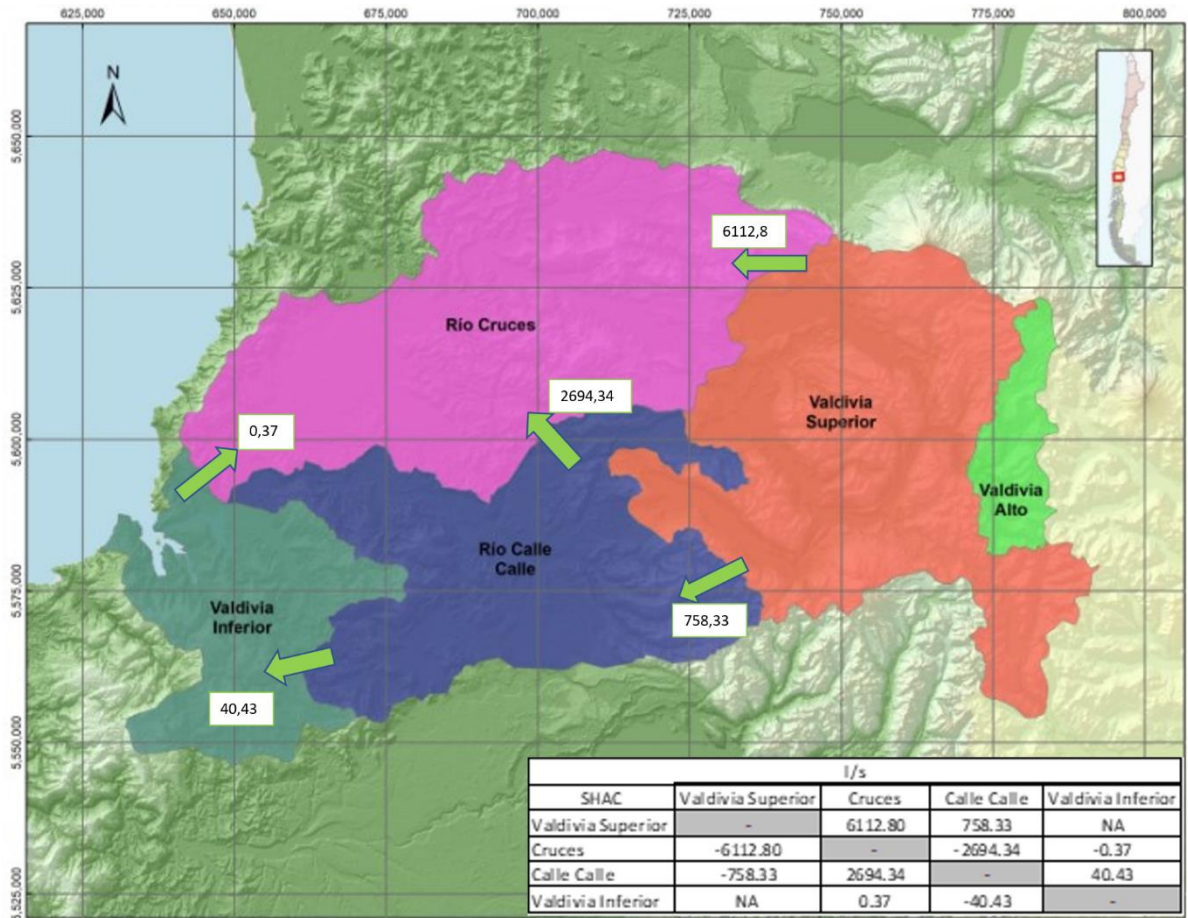 625,000 650,000 675,000 700,000 725,000 750,000 775,000 800,000
N
5,650,000
6112,8
5,625,000
Río Cruces
2694,34
Valdivia
Superior
0,37
5,600,000
Valdivia
Alto
Río Calle
Calle
5,575,000
Valdivia
Inferior
758,33
40,43
5,550,000
l/s
SHAC Valdivia Superior Cruces Calle Calle Valdivia Inferior
Valdivia Superior - 6112.80 758.33 NA
Cruces -6112.80 - -2694.34 -0.37
Calle Calle -758.33 2694.34 - 40.43
Valdivia Inferior NA 0.37 -40.43 -
5,525,000